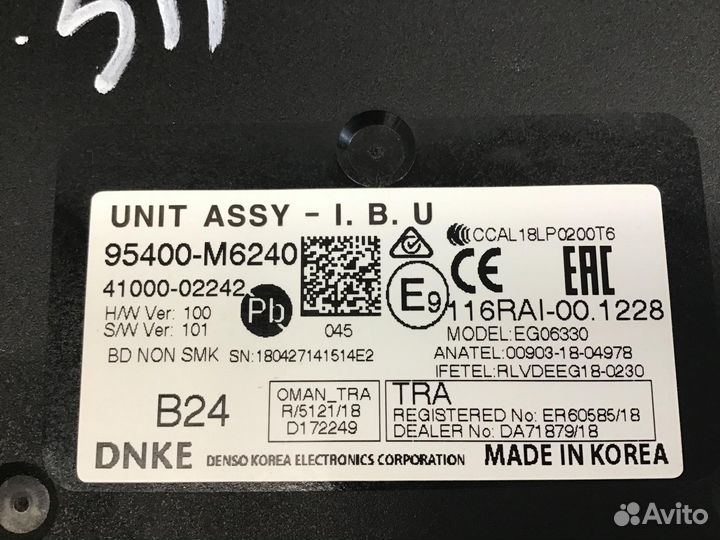 .511
UNIT ASSY - I. B. U
95400-M6240
41000-02242
H/W Ver: 100
S/W Ver: 101
Pb
045
BD NON SMK SN:180427141514E2
CCAL18LP0200T6
CE
EAC
E9
116RAI-00.1228
MODEL:EG06330
ANATEL:00903-18-04978
IFETEL:RLVDEEG18-0230
B24
OMAN_TRA
R/5121/18
D172249
TRA
REGISTERED No: ER60585/18
DEALER No: DA71879/18
DNKE DENSO KOREA ELECTRONICS CORPORATION MADE IN KOREA
Avito